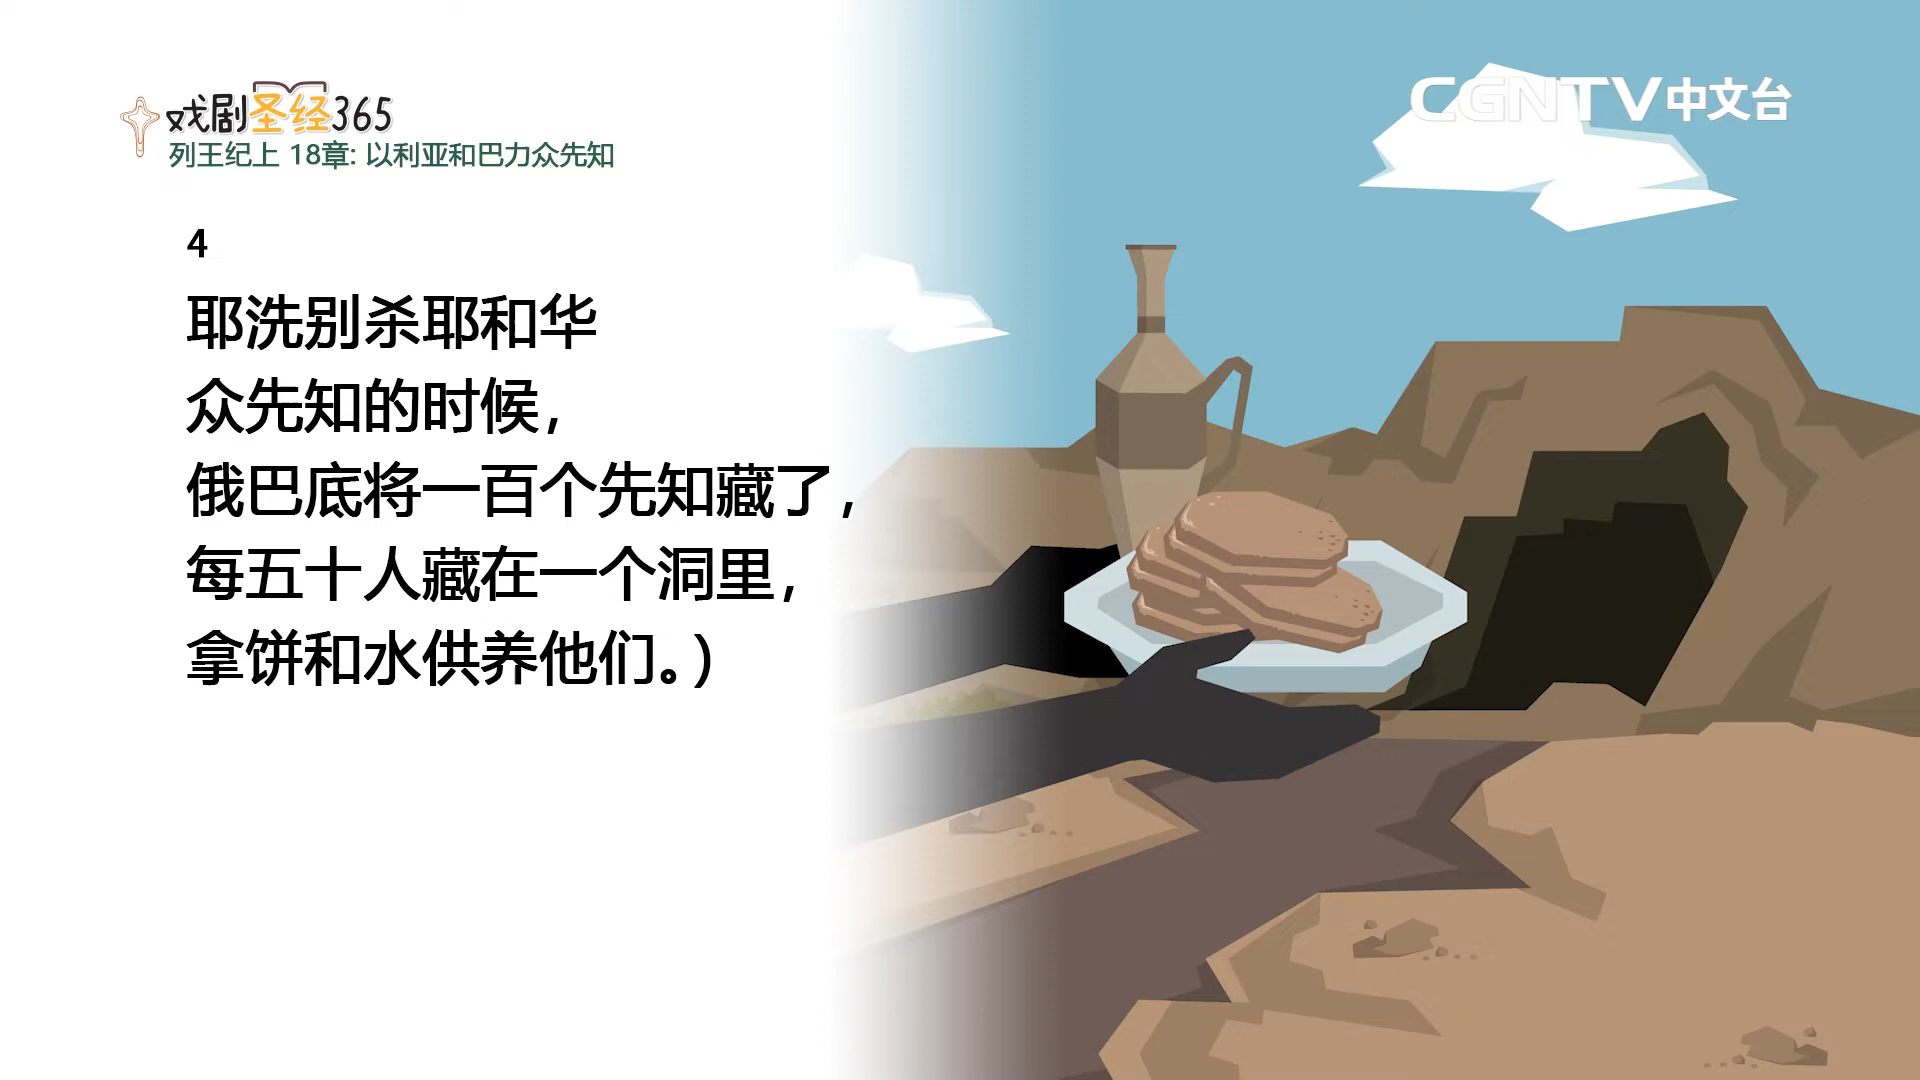 戏剧圣经365
CGNTV中文台
列王纪上 18章: 以利亚和巴力众先知
4
耶洗别杀耶和华
众先知的时候，
俄巴底将一百个先知藏了，
每五十人藏在一个洞里，
拿饼和水供养他们。)